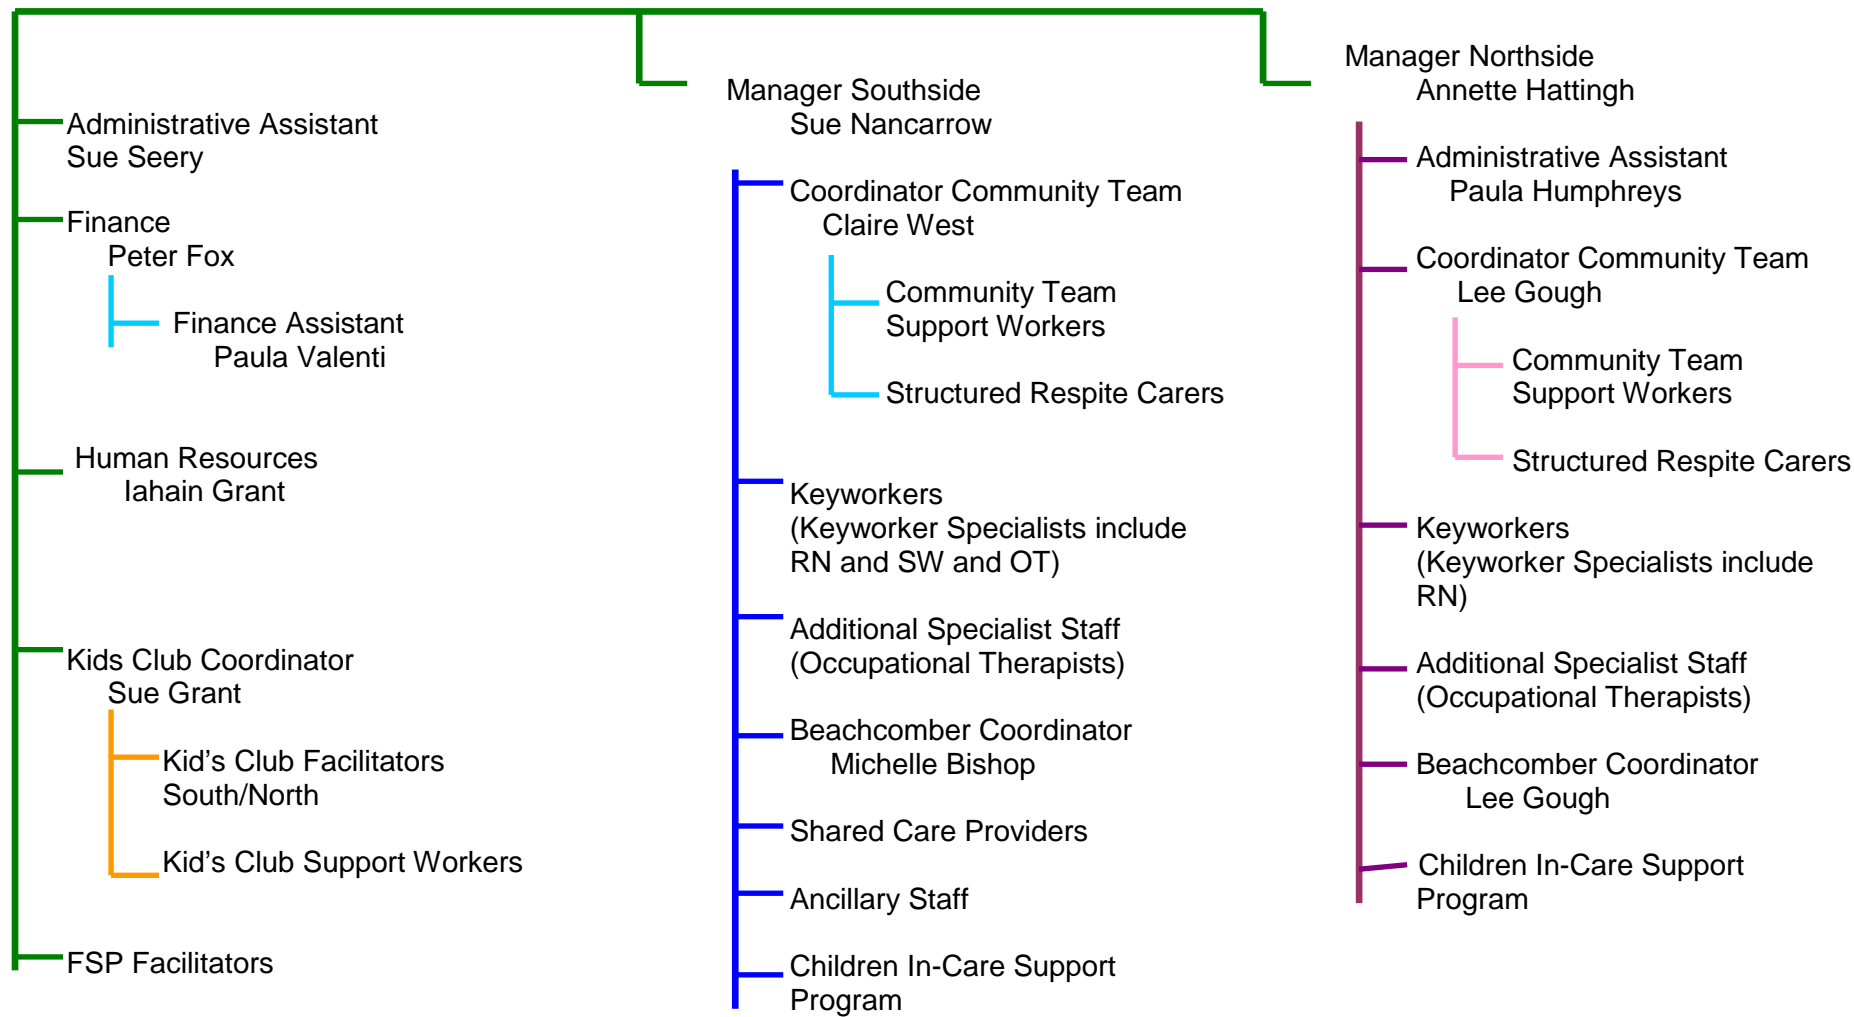 Administrative Assistant
Sue Seery
Finance
Peter Fox
Finance Assistant
Paula Valenti
Human Resources
Iahain Grant
Kids Club Coordinator
Sue Grant
Kid's Club Facilitators
South/North
Kid's Club Support Workers
FSP Facilitators
Manager Southside
Sue Nancarrow
Coordinator Community Team
Claire West
Community Team
Support Workers
Structured Respite Carers
Keyworkers
(Keyworker Specialists include
RN and SW and OT)
Additional Specialist Staff
(Occupational Therapists)
Beachcomber Coordinator
Michelle Bishop
Shared Care Providers
Ancillary Staff
Children In-Care Support
Program
Manager Northside
Annette Hattingh
Administrative Assistant
Paula Humphreys
Coordinator Community Team
Lee Gough
Community Team
Support Workers
Structured Respite Carers
Keyworkers
(Keyworker Specialists include
RN)
Additional Specialist Staff
(Occupational Therapists)
Beachcomber Coordinator
Lee Gough
Children In-Care Support
Program